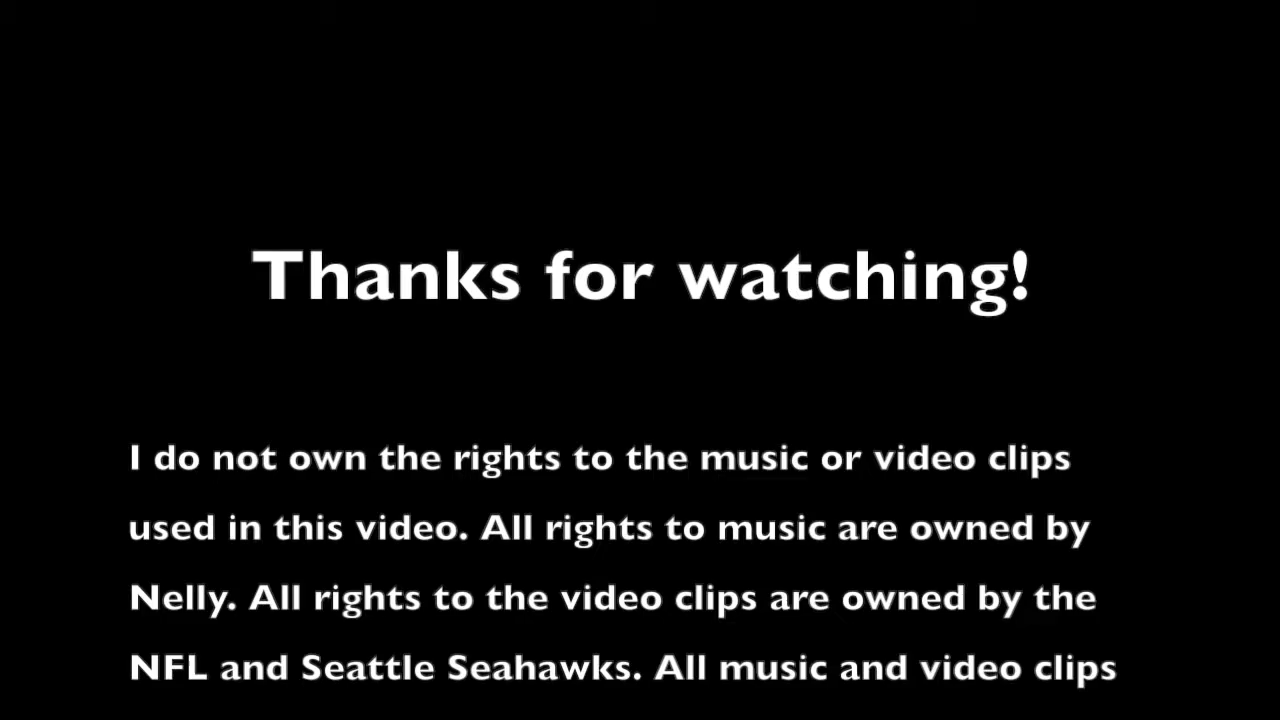 Thanks for watching!
I do not own the rights to the music or video clips
used in this video. All rights to music are owned by
Nelly. All rights to the video clips are owned by the
NFL and Seattle Seahawks. All music and video clips